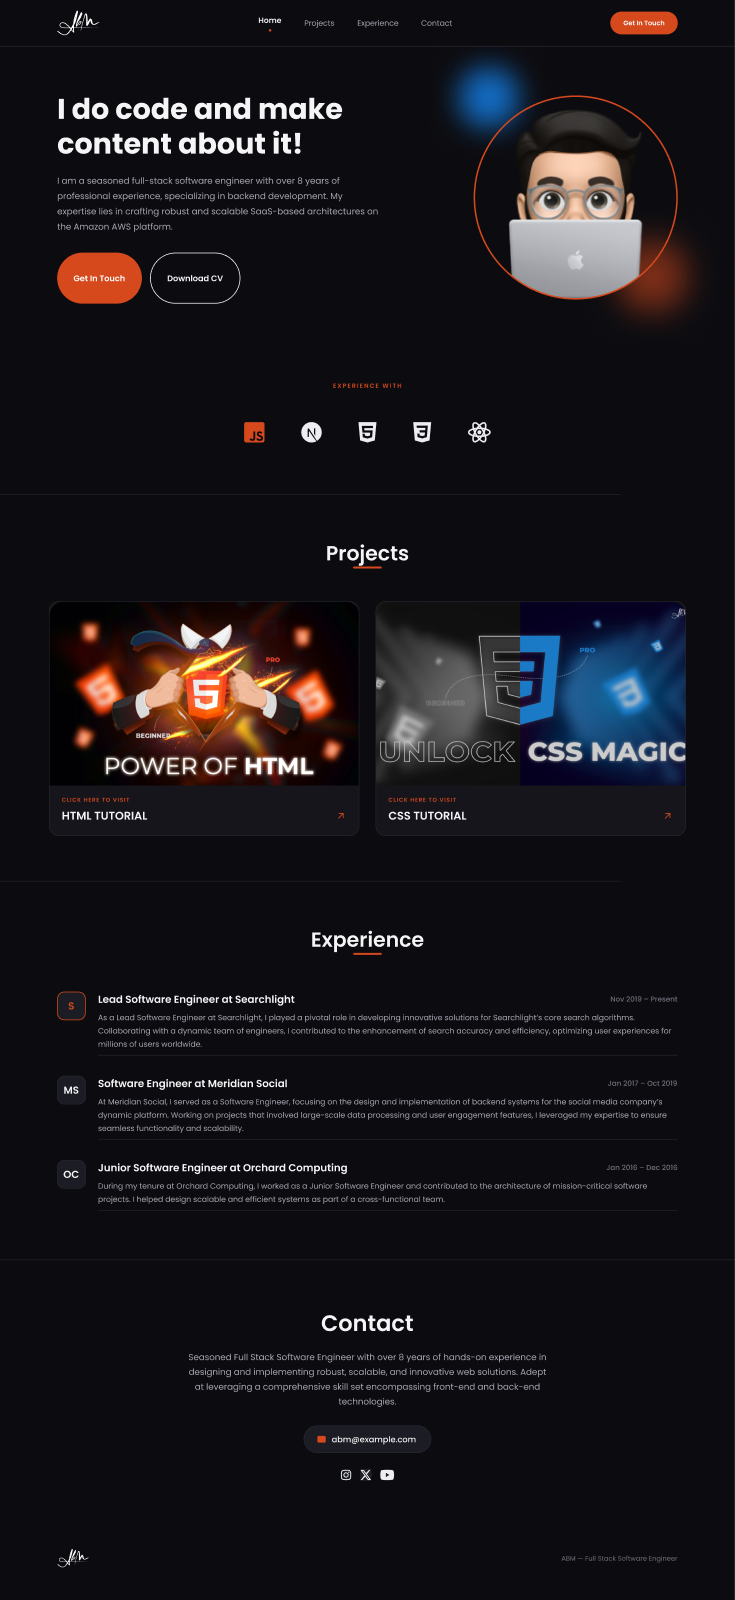 ABM
Home
Projects
Experience
Contact
Get In Touch
I do code and make
content about it!
I am a seasoned full-stack software engineer with over 8 years of
professional experience, specializing in backend development. My
expertise lies in crafting robust and scalable SaaS-based architectures on
the Amazon AWS platform.
Get In Touch
Download CV
EXPERIENCE WITH
JS
N
5
3
Projects
5
PRO
BEGINNER
POWER OF HTML
CLICK HERE TO VISIT
HTML TUTORIAL
3
PRO
BEGINNER
UNLOCK CSS MAGIC
CLICK HERE TO VISIT
CSS TUTORIAL
Experience
S
Lead Software Engineer at Searchlight
Nov 2019 – Present
As a Lead Software Engineer at Searchlight, I played a pivotal role in developing innovative solutions for Searchlight's core search algorithms.
Collaborating with a dynamic team of engineers, I contributed to the enhancement of search accuracy and efficiency, optimizing user experiences for
millions of users worldwide.
MS
Software Engineer at Meridian Social
Jan 2017 – Oct 2019
At Meridian Social, I served as a Software Engineer, focusing on the design and implementation of backend systems for the social media company's
dynamic platform. Working on projects that involved large-scale data processing and user engagement features, I leveraged my expertise to ensure
seamless functionality and scalability.
OC
Junior Software Engineer at Orchard Computing
Jan 2016 – Dec 2016
During my tenure at Orchard Computing, I worked as a Junior Software Engineer and contributed to the architecture of mission-critical software
projects. I helped design scalable and efficient systems as part of a cross-functional team.
Contact
Seasoned Full Stack Software Engineer with over 8 years of hands-on experience in
designing and implementing robust, scalable, and innovative web solutions. Adept
at leveraging a comprehensive skill set encompassing front-end and back-end
technologies.
abm@example.com
ABM
ABM — Full Stack Software Engineer